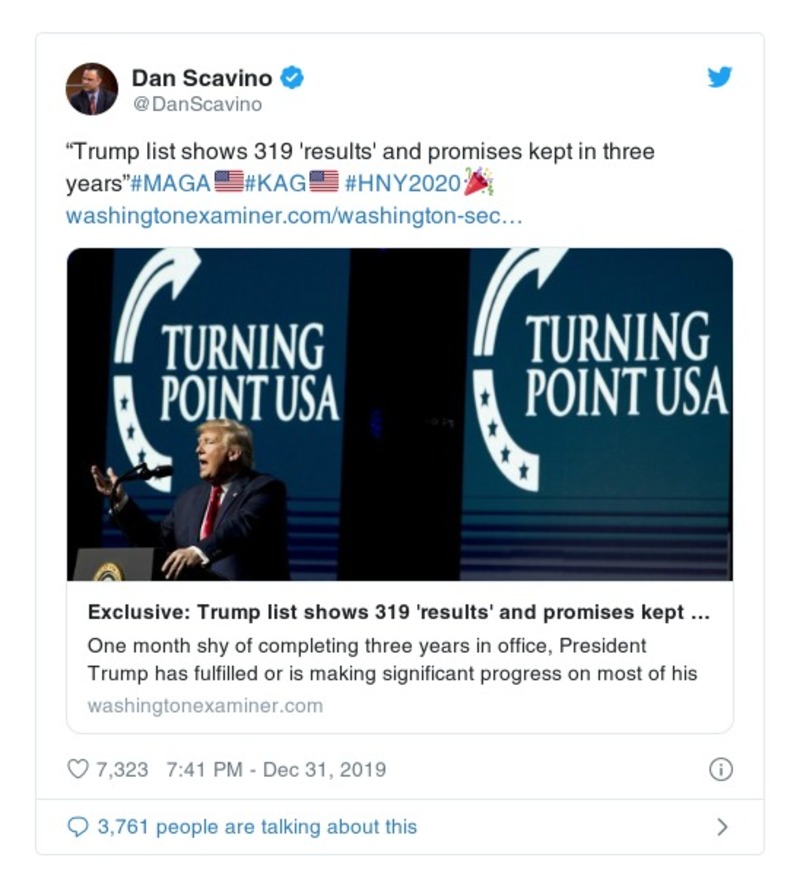 Dan Scavino
@DanScavino
“Trump list shows 319 'results' and promises kept in three
years”#MAGA🇺🇸#KAG🇺🇸 #HNY2020🎉
washingtonexaminer.com/washington-sec…
TURNING
POINT USA
TURNING
POINT USA
Exclusive: Trump list shows 319 'results' and promises kept ...
One month shy of completing three years in office, President
Trump has fulfilled or is making significant progress on most of his
washingtonexaminer.com
7,323 7:41 PM - Dec 31, 2019
3,761 people are talking about this